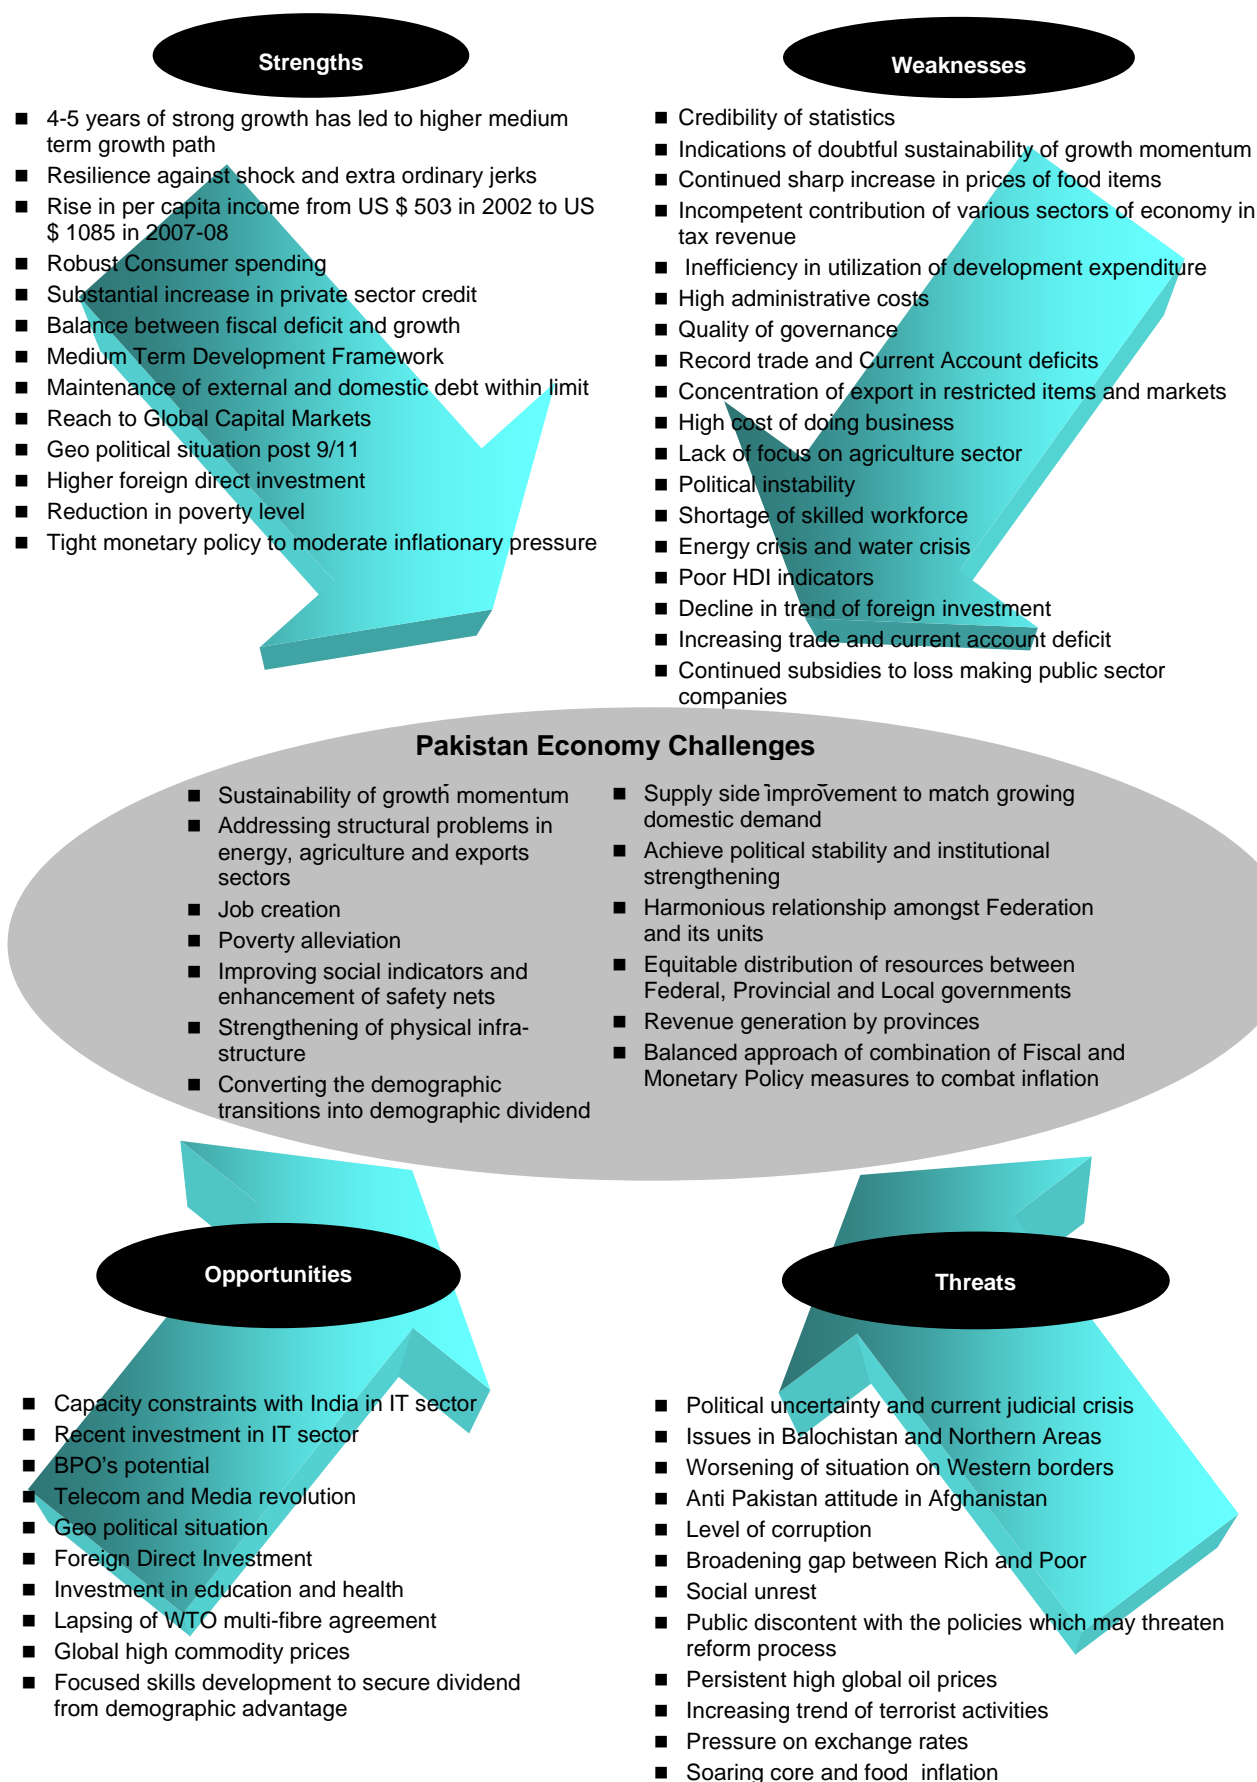 Strengths
■ 4-5 years of strong growth has led to higher medium
term growth path
■ Resilience against shock and extra ordinary jerks
■ Rise in per capita income from US $ 503 in 2002 to US
$ 1085 in 2007-08
■ Robust Consumer spending
■ Substantial increase in private sector credit
■ Balance between fiscal deficit and growth
■ Medium Term Development Framework
■ Maintenance of external and domestic debt within limit
■ Reach to Global Capital Markets
■ Geo political situation post 9/11
■ Higher foreign direct investment
■ Reduction in poverty level
■ Tight monetary policy to moderate inflationary pressure
Weaknesses
■ Credibility of statistics
■ Indications of doubtful sustainability of growth momentum
■ Continued sharp increase in prices of food items
■ Incompetent contribution of various sectors of economy in
tax revenue
■ Inefficiency in utilization of development expenditure
■ High administrative costs
■ Quality of governance
■ Record trade and Current Account deficits
■ Concentration of export in restricted items and markets
■ High cost of doing business
■ Lack of focus on agriculture sector
■ Political instability
■ Shortage of skilled workforce
■ Energy crisis and water crisis
■ Poor HDI indicators
■ Decline in trend of foreign investment
■ Increasing trade and current account deficit
■ Continued subsidies to loss making public sector
companies
Pakistan Economy Challenges
■ Sustainability of growth momentum
■ Addressing structural problems in
energy, agriculture and exports
sectors
■ Job creation
■ Poverty alleviation
■ Improving social indicators and
enhancement of safety nets
■ Strengthening of physical infra-
structure
■ Converting the demographic
transitions into demographic dividend
■ Supply side improvement to match growing
domestic demand
■ Achieve political stability and institutional
strengthening
■ Harmonious relationship amongst Federation
and its units
■ Equitable distribution of resources between
Federal, Provincial and Local governments
■ Revenue generation by provinces
■ Balanced approach of combination of Fiscal and
Monetary Policy measures to combat inflation
Opportunities
■ Capacity constraints with India in IT sector
■ Recent investment in IT sector
■ BPO's potential
■ Telecom and Media revolution
■ Geo political situation
■ Foreign Direct Investment
■ Investment in education and health
■ Lapsing of WTO multi-fibre agreement
■ Global high commodity prices
■ Focused skills development to secure dividend
from demographic advantage
Threats
■ Political uncertainty and current judicial crisis
■ Issues in Balochistan and Northern Areas
■ Worsening of situation on Western borders
■ Anti Pakistan attitude in Afghanistan
■ Level of corruption
■ Broadening gap between Rich and Poor
■ Social unrest
■ Public discontent with the policies which may threaten
reform process
■ Persistent high global oil prices
■ Increasing trend of terrorist activities
■ Pressure on exchange rates
■ Soaring core and food inflation